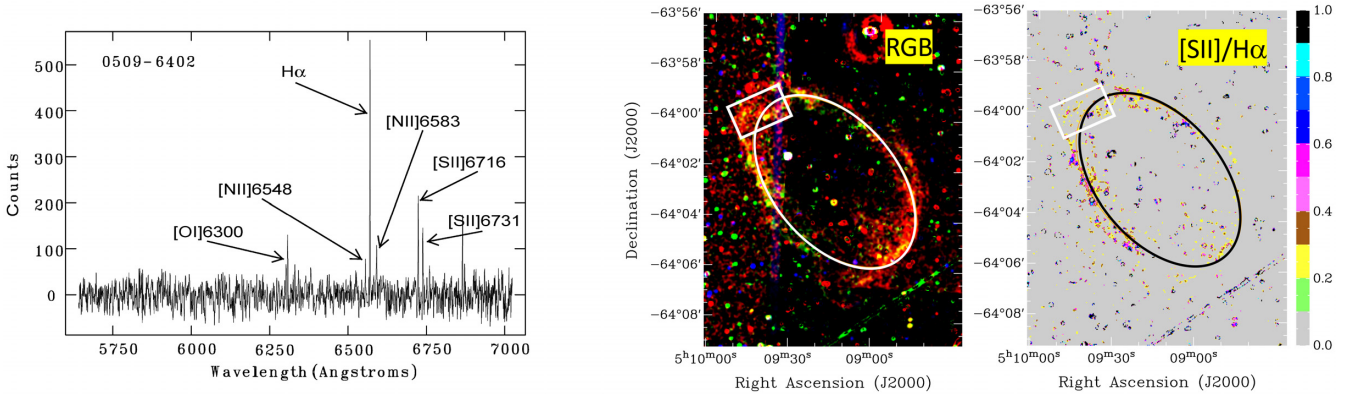 0509-6402
Hα
[NII]6583
[SII]6716
[NII]6548
[SII]6731
[OI]6300
500
400
300
200
100
0
Counts
5750 6000 6250 6500 6750 7000
Wavelength(Angstroms)
RGB
−63°56′
−63°58′
−64°00′
−64°02′
−64°04′
−64°06′
−64°08′
Declination (J2000)
5ʰ10ᵐ00ˢ 09ᵐ30ˢ 09ᵐ00ˢ
Right Ascension (J2000)
[SII]/Hα
−63°56′
−63°58′
−64°00′
−64°02′
−64°04′
−64°06′
−64°08′
5ʰ10ᵐ00ˢ 09ᵐ30ˢ 09ᵐ00ˢ
Right Ascension (J2000)
1.0
0.8
0.6
0.4
0.2
0.0